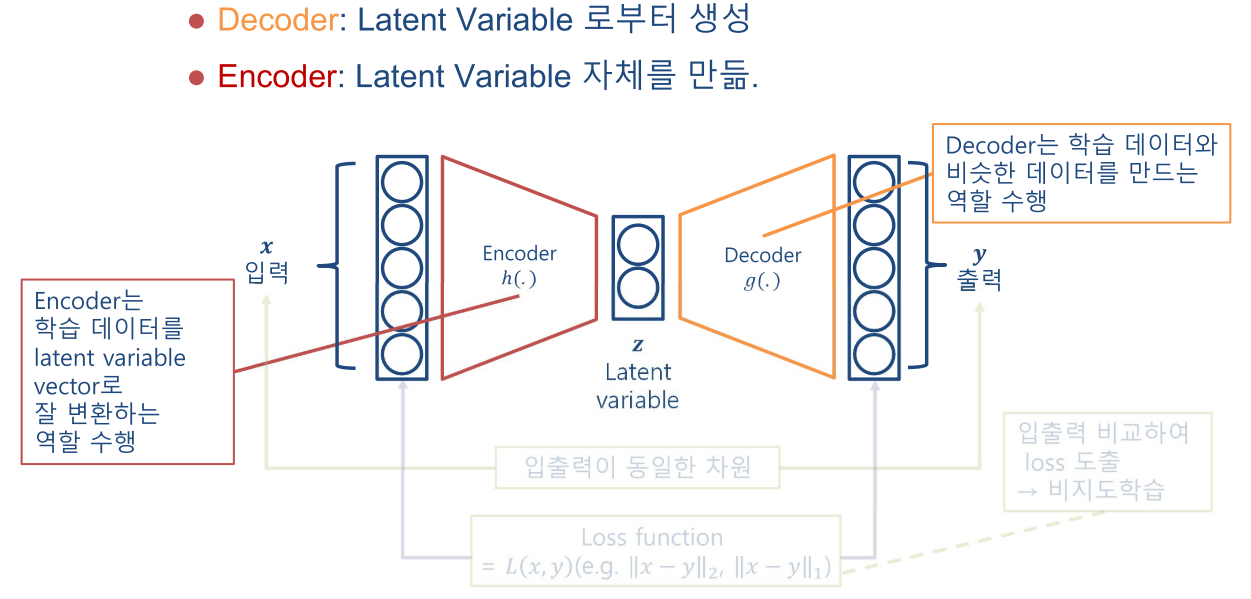 • Decoder: Latent Variable 로부터 생성
• Encoder: Latent Variable 자체를 만듦.
Decoder는 학습 데이터와
비슷한 데이터를 만드는
역할 수행
x
입력
Encoder
h(.)
Decoder
g(.)
y
출력
Encoder는
학습 데이터를
latent variable
vector로
잘 변환하는
역할 수행
z
Latent
variable
입출력이 동일한 차원
입출력 비교하여
loss 도출
→ 비지도학습
Loss function
= L(x, y)(e.g. ‖x − y‖₂, ‖x − y‖₁)